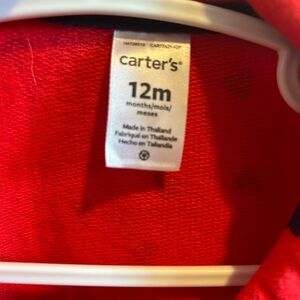 carter's®
12m
months/mois/
meses
Made in Thailand
Fabriqué en Thaïlande
Hecho en Tailandia